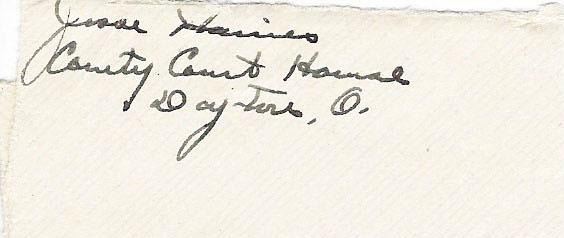 Jesse Haines
County Court House
Dayton, O.